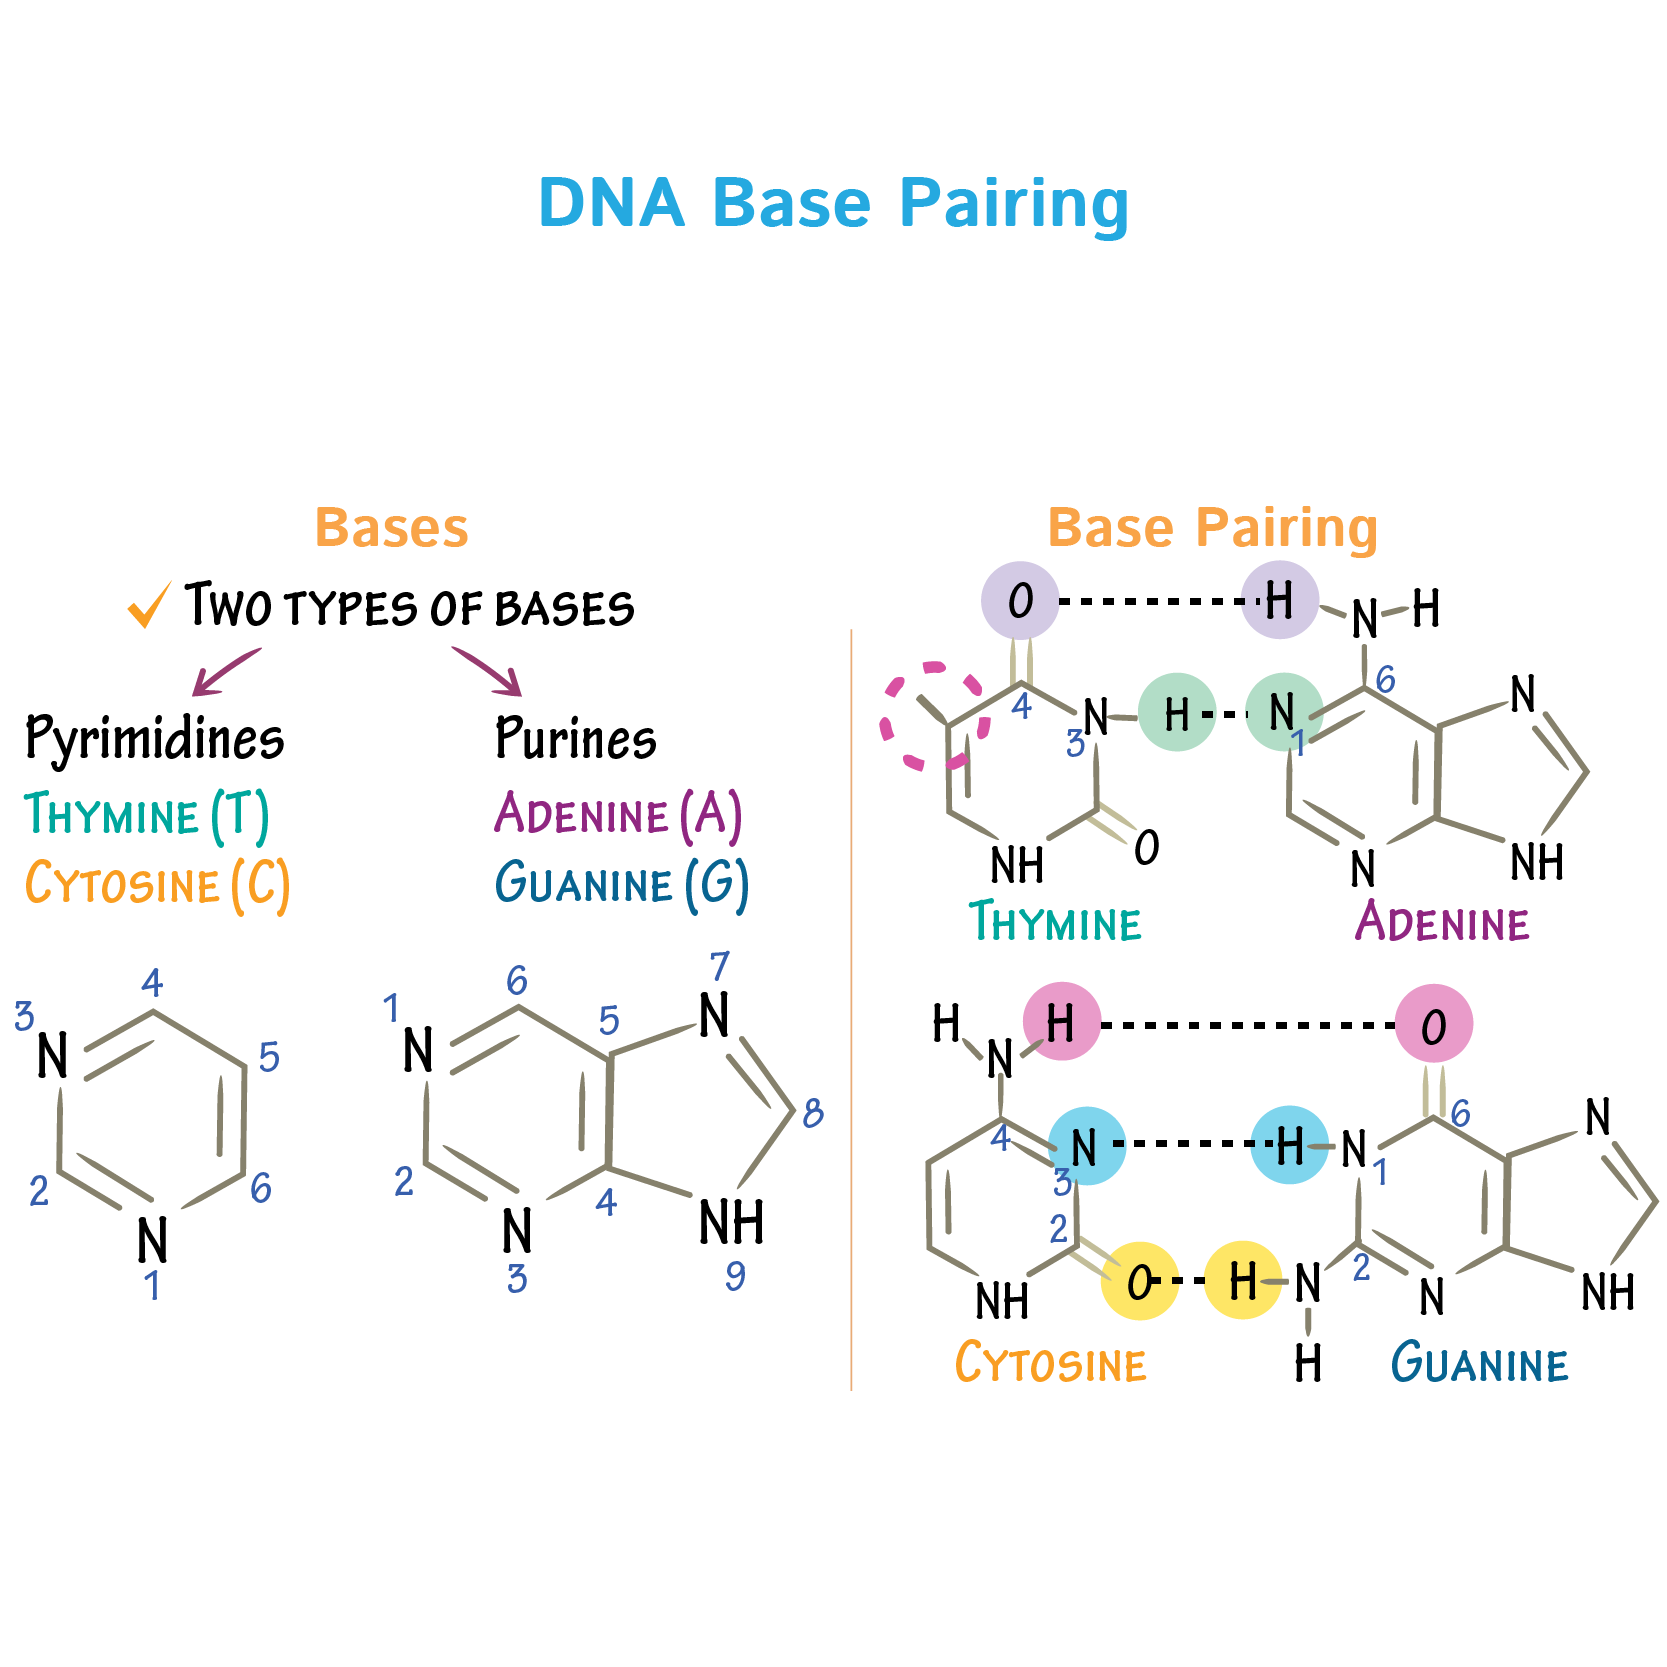 DNA Base Pairing
Bases
TWO TYPES OF BASES
Pyrimidines
THYMINE (T)
CYTOSINE (C)
Purines
ADENINE (A)
GUANINE (G)
4
3
N
5
2
6
N
1
7
6
1
5
N
N
8
2
4
N
NH
3
9
Base Pairing
O
H
N
H
6
N
4
N
H
N
3
1
O
NH
N
NH
THYMINE
ADENINE
H
H
O
N
6
N
4
N
H
N
3
1
2
2
O
H
N
NH
N
NH
H
CYTOSINE
GUANINE